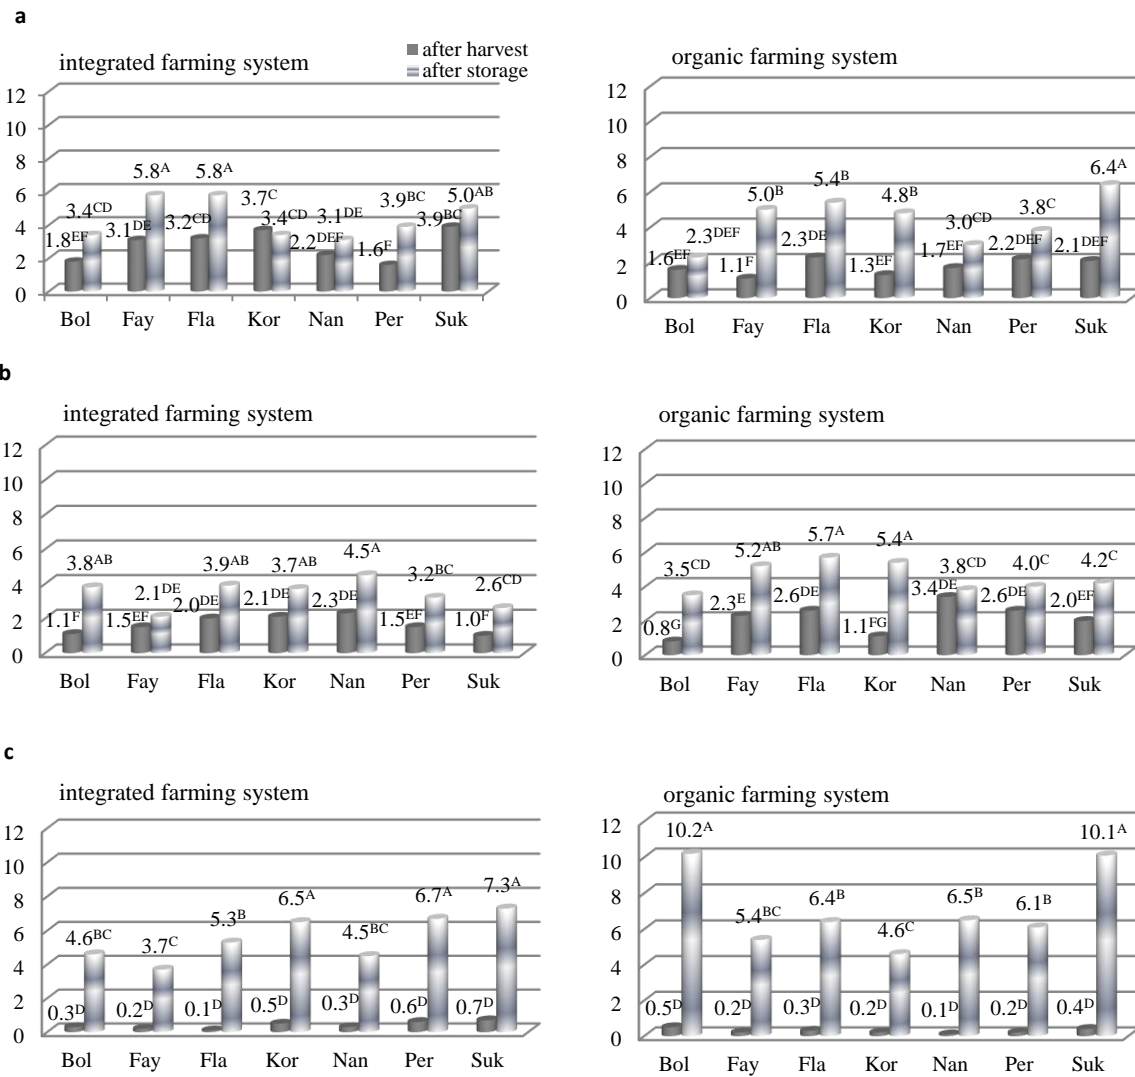 a
integrated farming system
after harvest
after storage
12
10
8
6
4
2
0
1.8EF
3.4CD
3.1DE
5.8A
3.2CD
5.8A
3.7C
3.4CD
2.2DEF
3.1DE
1.6F
3.9BC
3.9BC
5.0AB
Bol Fay Fla Kor Nan Per Suk
organic farming system
12
10
8
6
4
2
0
1.6EF
2.3DEF
1.1F
5.0B
2.3DE
5.4B
1.3EF
4.8B
1.7EF
3.0CD
2.2DEF
3.8C
2.1DEF
6.4A
Bol Fay Fla Kor Nan Per Suk
b
integrated farming system
12
10
8
6
4
2
0
1.1F
3.8AB
1.5EF
2.1DE
2.0DE
3.9AB
2.1DE
3.7AB
2.3DE
4.5A
1.5EF
3.2BC
1.0F
2.6CD
Bol Fay Fla Kor Nan Per Suk
organic farming system
12
10
8
6
4
2
0
0.8G
3.5CD
2.3E
5.2AB
2.6DE
5.7A
1.1FG
5.4A
3.4DE
3.8CD
2.6DE
4.0C
2.0EF
4.2C
Bol Fay Fla Kor Nan Per Suk
c
integrated farming system
12
10
8
6
4
2
0
0.3D
4.6BC
0.2D
3.7C
0.1D
5.3B
0.5D
6.5A
0.3D
4.5BC
0.6D
6.7A
0.7D
7.3A
Bol Fay Fla Kor Nan Per Suk
organic farming system
12
10
8
6
4
2
0
0.5D
10.2A
0.2D
5.4BC
0.3D
6.4B
0.2D
4.6C
0.1D
6.5B
0.2D
6.1B
0.4D
10.1A
Bol Fay Fla Kor Nan Per Suk